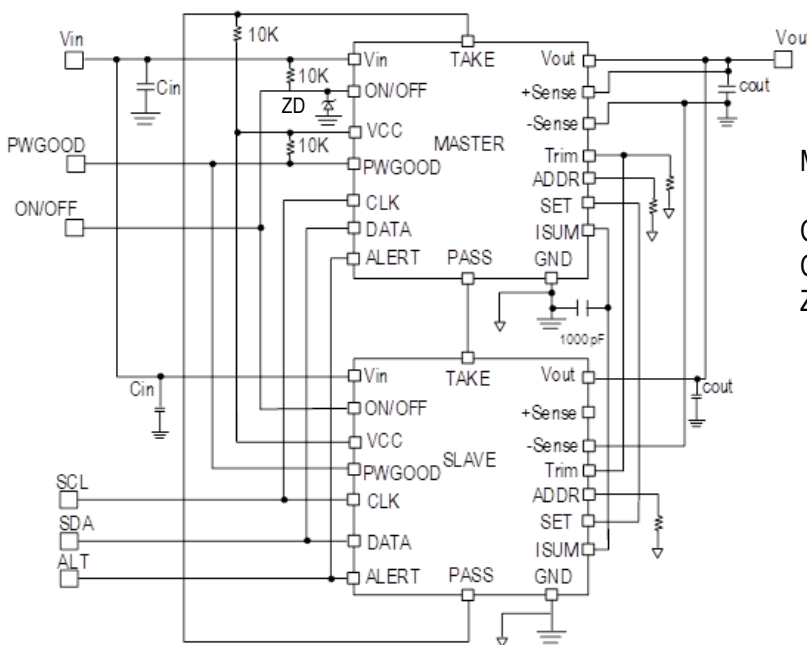 10K
Vin
Cin
10K
ZD
10K
PWGOOD
ON/OFF
Vin
TAKE
Vout
ON/OFF
+Sense
VCC
-Sense
MASTER
PWGOOD
Trim
ADDR
CLK
SET
DATA
ISUM
ALERT
PASS
GND
Vout
cout
1000pF
Cin
Vin
TAKE
Vout
cout
ON/OFF
+Sense
VCC
-Sense
PWGOOD
SLAVE
Trim
SCL
CLK
ADDR
SET
SDA
DATA
ISUM
ALT
ALERT
PASS
GND